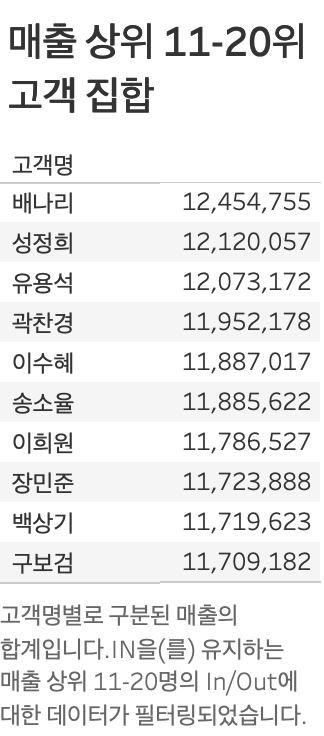 매출 상위 11-20위
고객 집합
고객명
배나리 12,454,755
성정희 12,120,057
유용석 12,073,172
곽찬경 11,952,178
이수혜 11,887,017
송소율 11,885,622
이희원 11,786,527
장민준 11,723,888
백상기 11,719,623
구보검 11,709,182
고객명별로 구분된 매출의
합계입니다.IN을(를) 유지하는
매출 상위 11-20명의 In/Out에
대한 데이터가 필터링되었습니다.